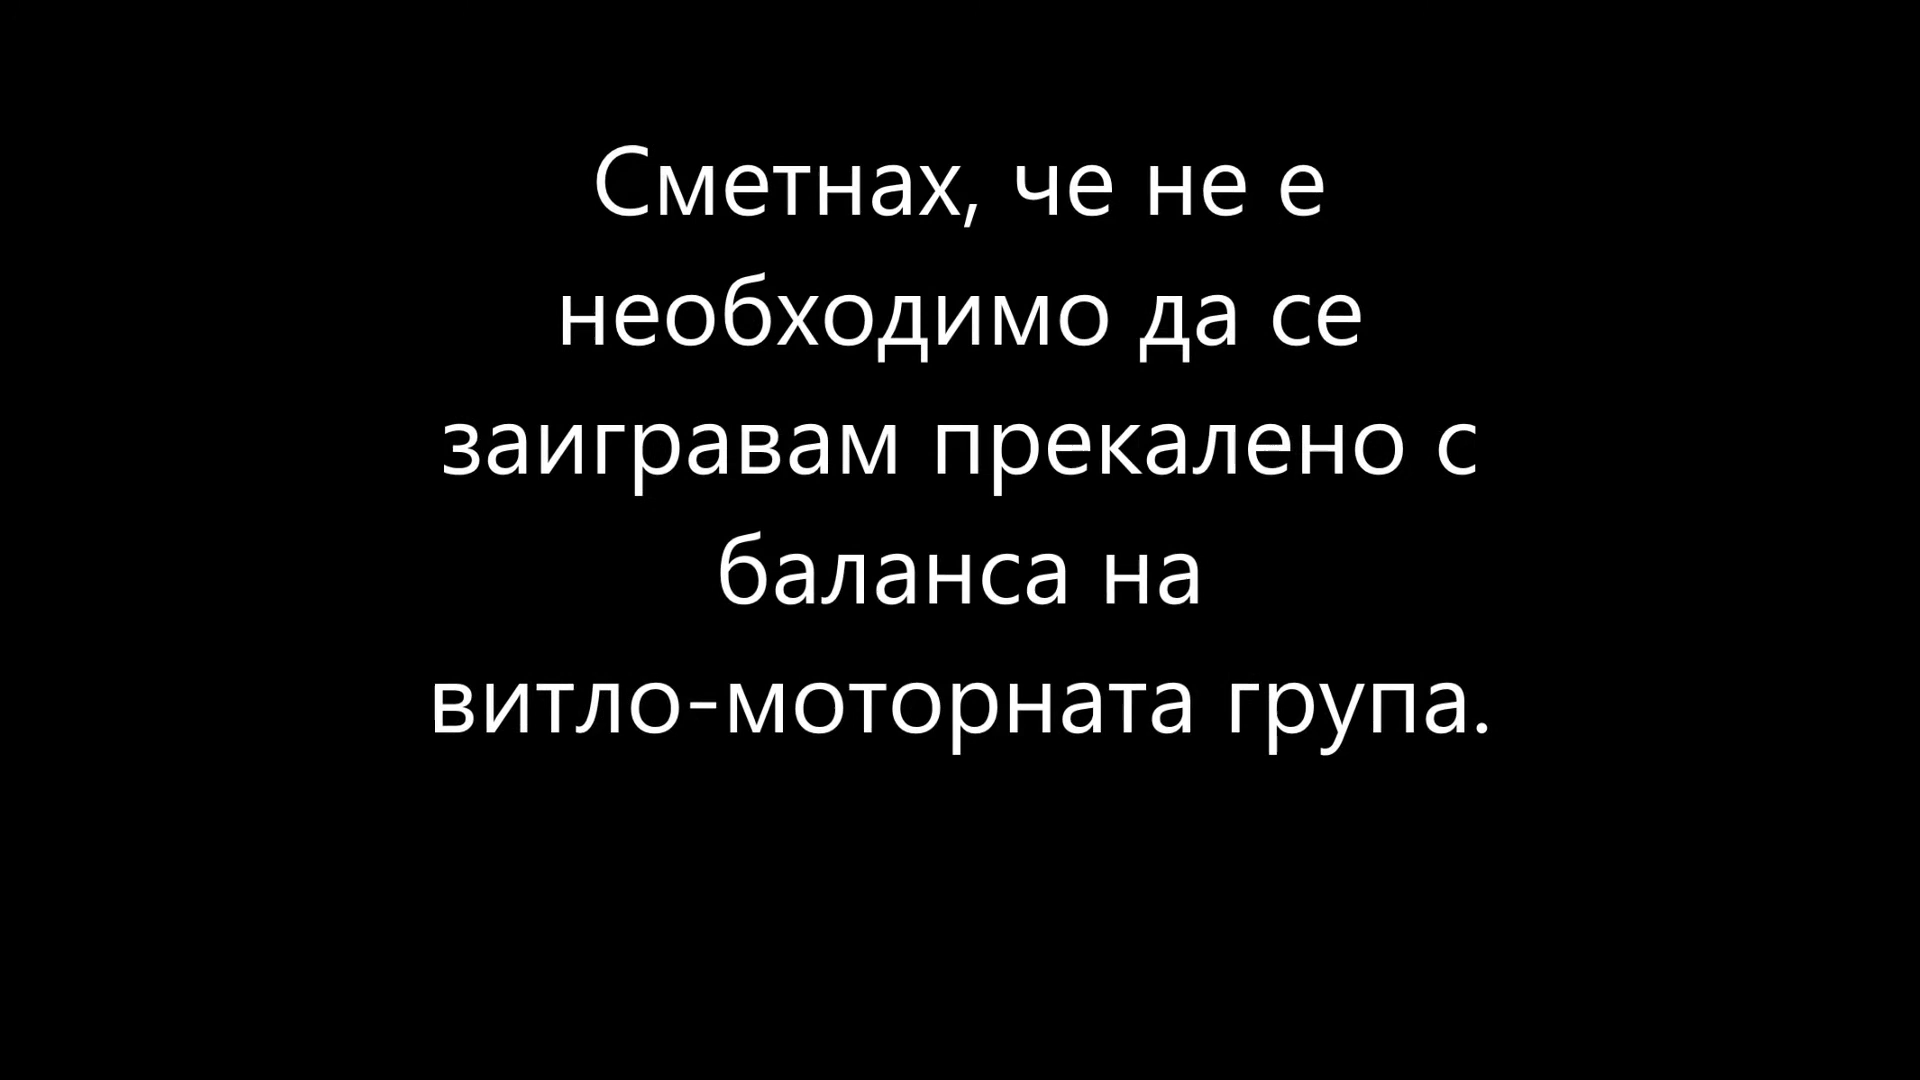 Сметнах, че не е
необходимо да се
заигравам прекалено с
баланса на
витло-моторната група.